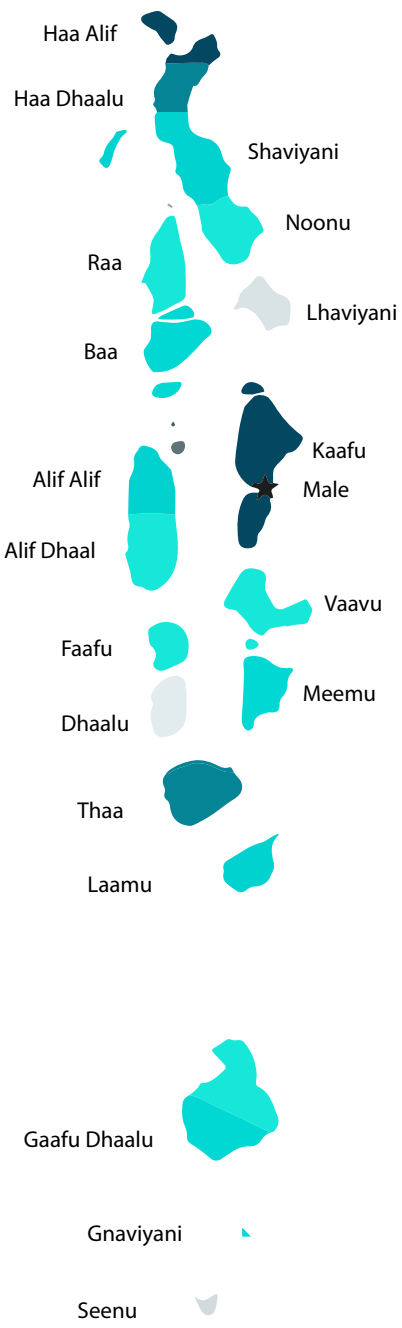 Haa Alif
Haa Dhaalu
Shaviyani
Noonu
Raa
Lhaviyani
Baa
Kaafu
Alif Alif
Male
Alif Dhaal
Vaavu
Faafu
Meemu
Dhaalu
Thaa
Laamu
Gaafu Dhaalu
Gnaviyani
Seenu